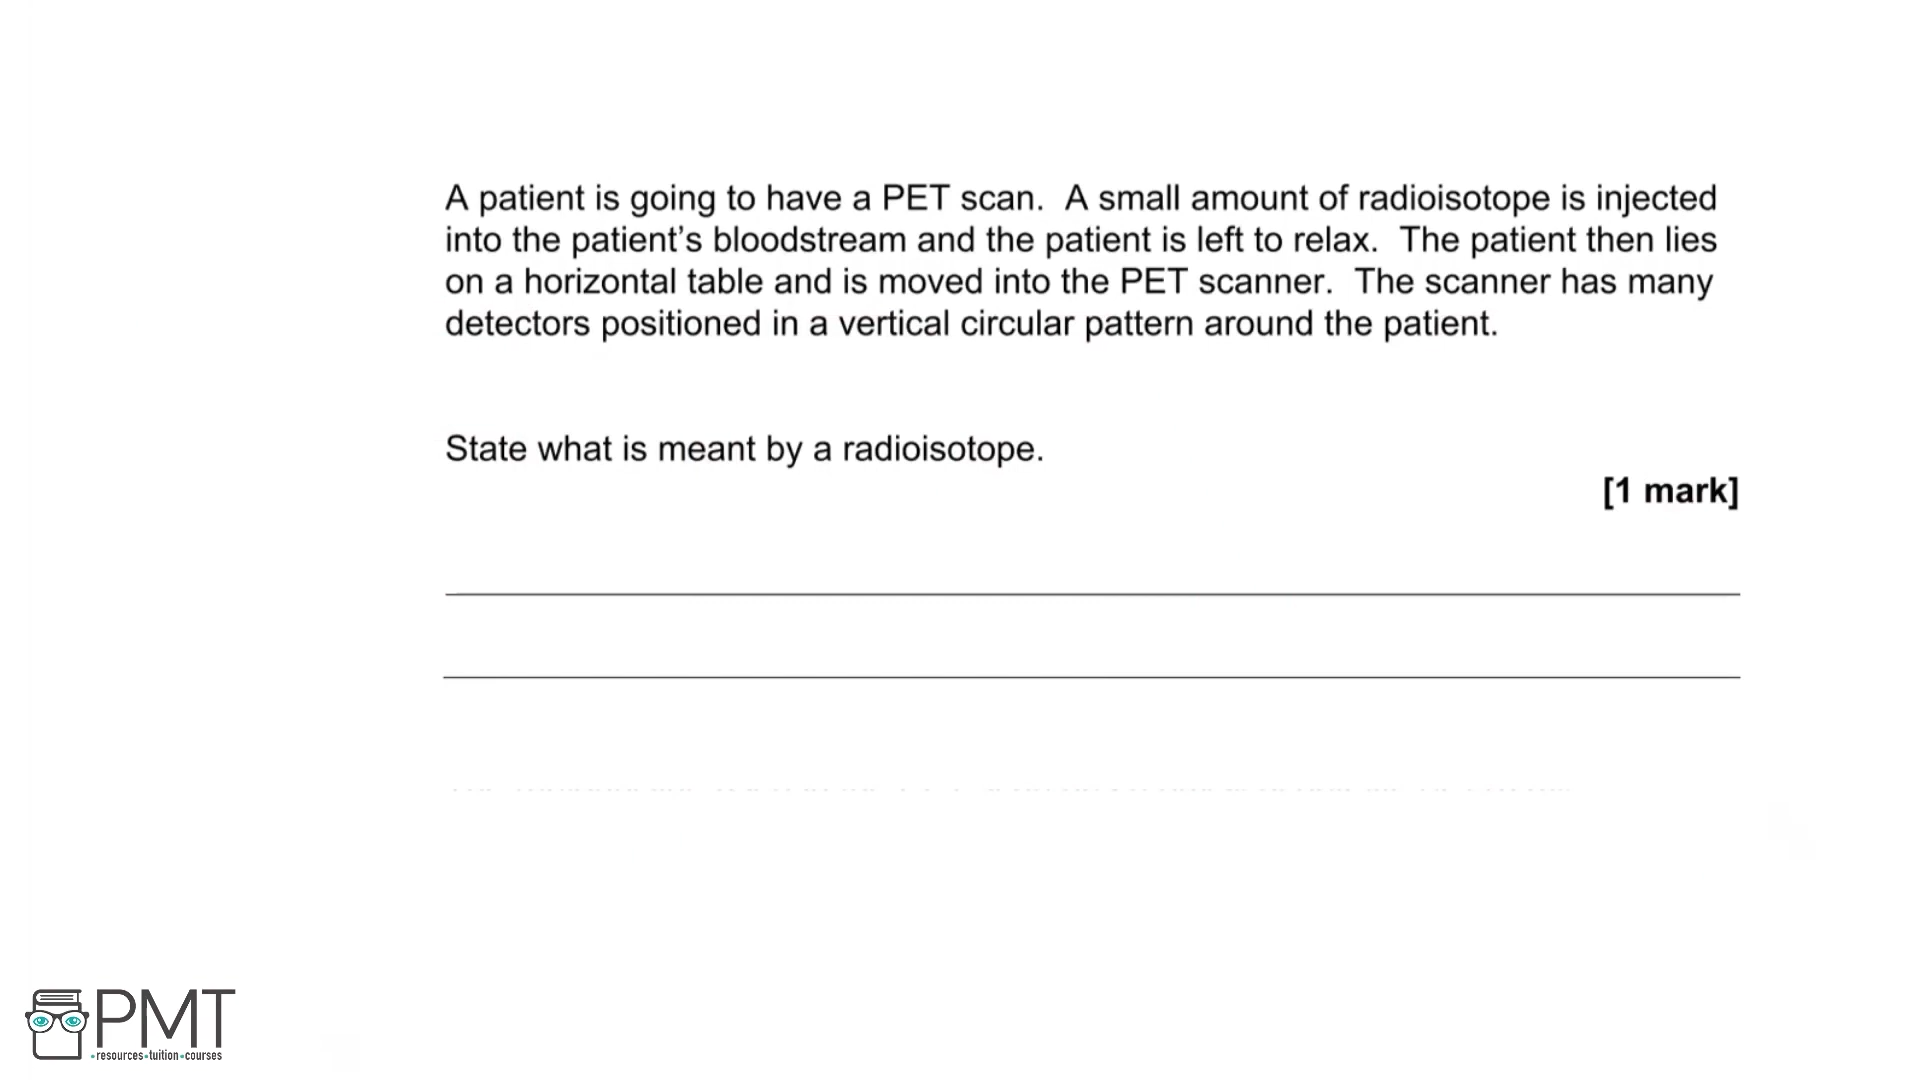 A patient is going to have a PET scan. A small amount of radioisotope is injected
into the patient’s bloodstream and the patient is left to relax. The patient then lies
on a horizontal table and is moved into the PET scanner. The scanner has many
detectors positioned in a vertical circular pattern around the patient.
State what is meant by a radioisotope.
[1 mark]
PMT
•resources•tuition•courses